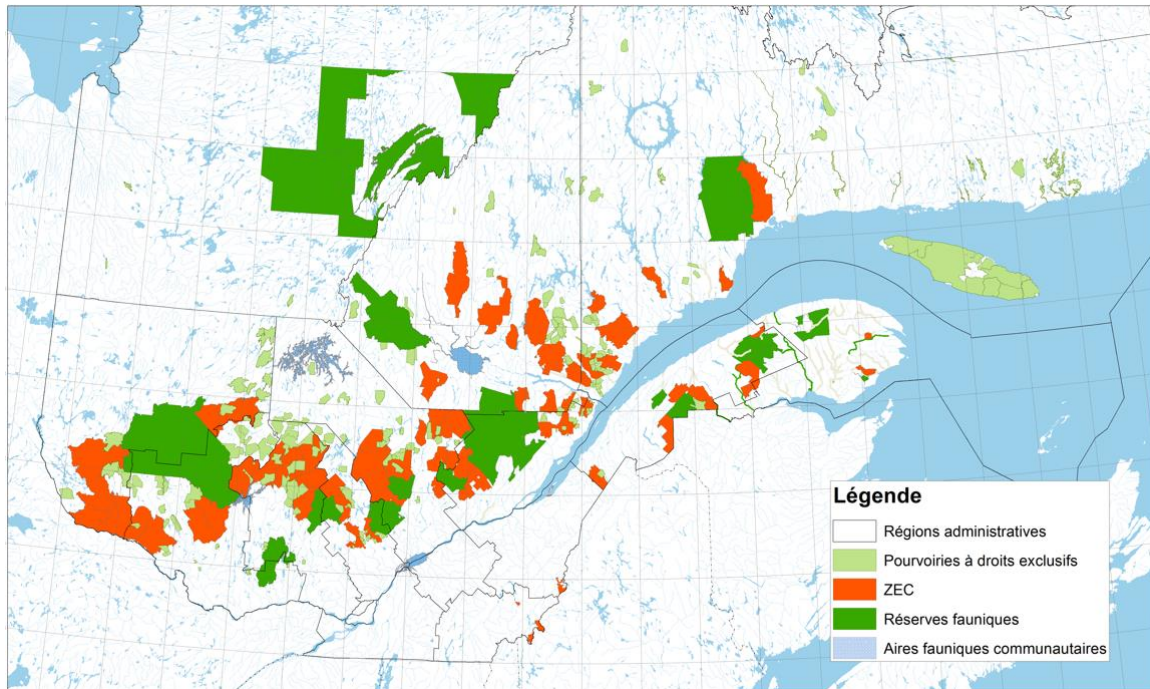 Légende
Régions administratives
Pourvoiries à droits exclusifs
ZEC
Réserves fauniques
Aires fauniques communautaires